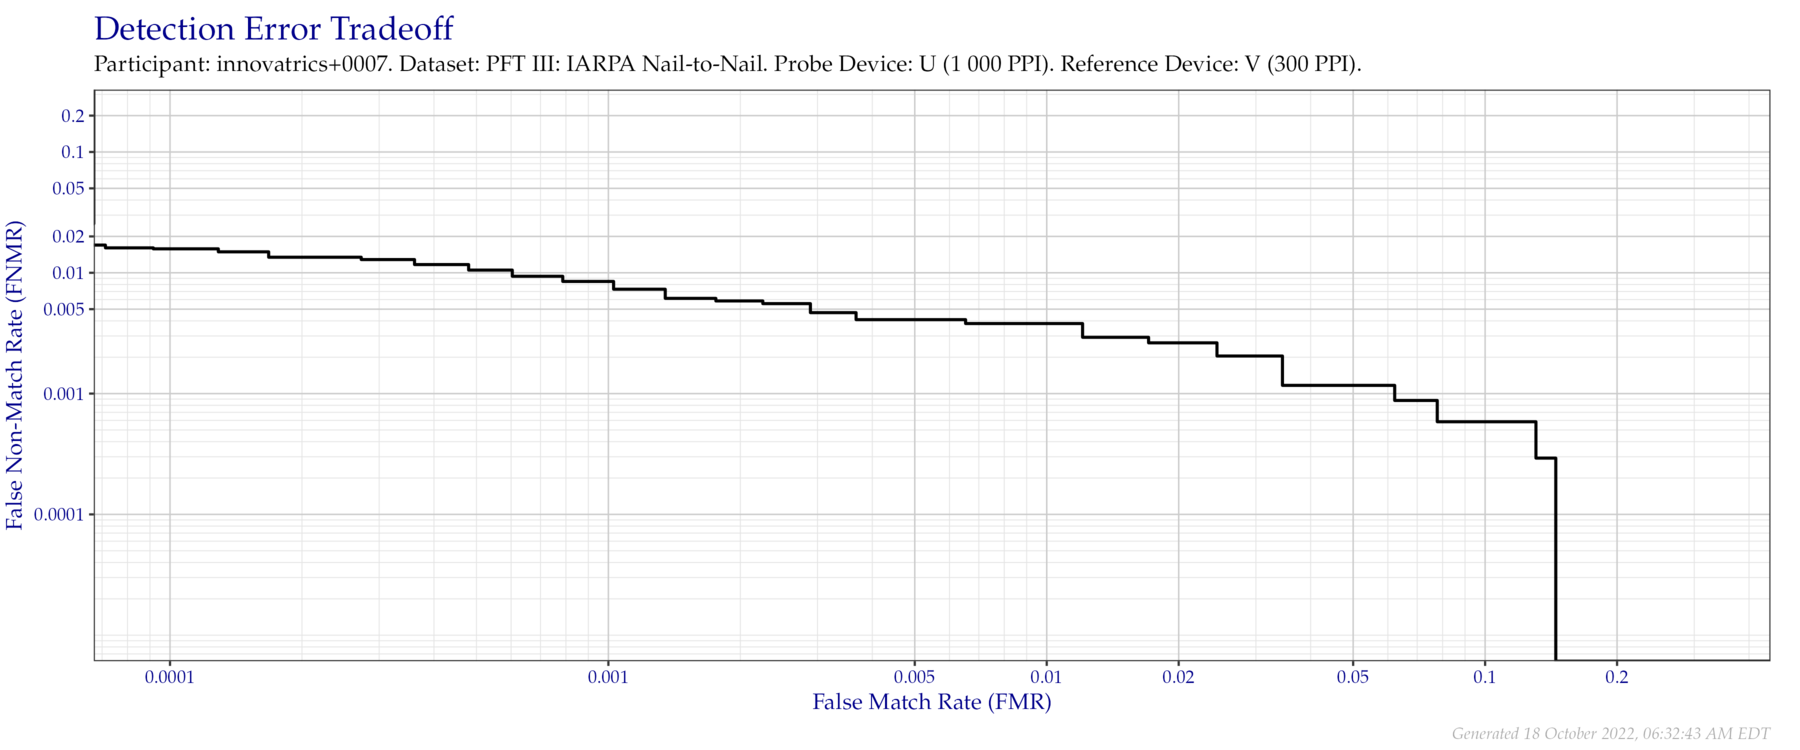 Detection Error Tradeoff
Participant: innovatrics+0007. Dataset: PFT III: IARPA Nail-to-Nail. Probe Device: U (1 000 PPI). Reference Device: V (300 PPI).
False Non-Match Rate (FNMR)
0.2
0.1
0.05
0.02
0.01
0.005
0.001
0.0001
0.0001 0.001 0.005 0.01 0.02 0.05 0.1 0.2
False Match Rate (FMR)
Generated 18 October 2022, 06:32:43 AM EDT